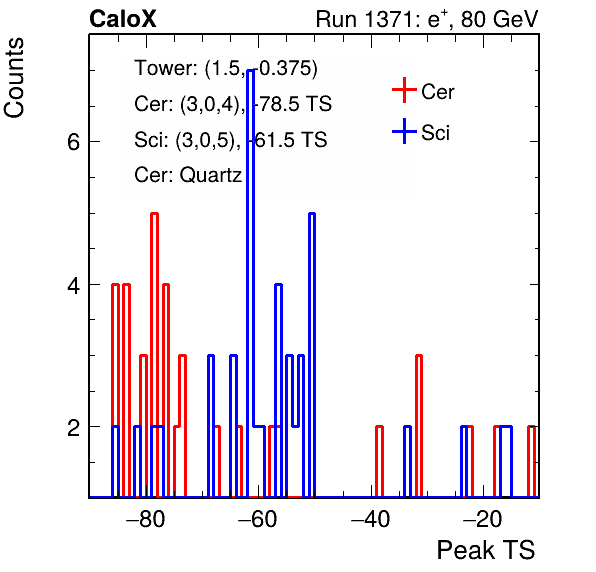 CaloX Run 1371: e+, 80 GeV
Counts
Tower: (1.5, -0.375)
Cer: (3,0,4), -78.5 TS
Sci: (3,0,5), -61.5 TS
Cer: Quartz
Cer
Sci
6
4
2
−80 −60 −40 −20
Peak TS